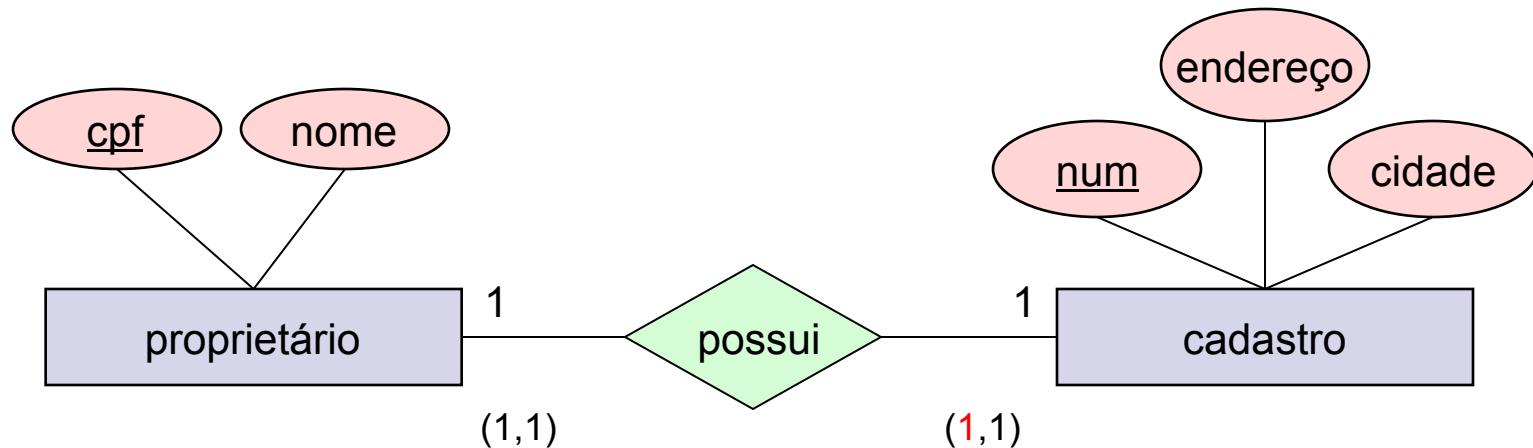 endereço
cpf
nome
num
cidade
1
1
proprietário
possui
cadastro
(1,1)
(1,1)